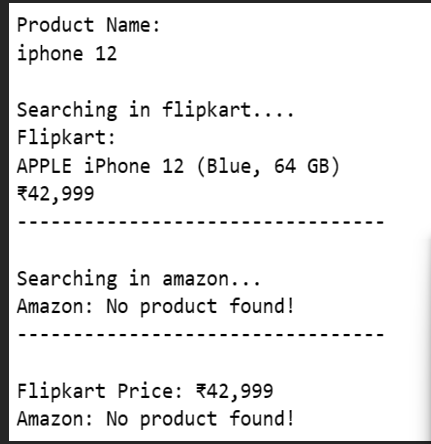 Product Name:
iphone 12
Searching in flipkart....
Flipkart:
APPLE iPhone 12 (Blue, 64 GB)
₹42,999
---------------------------------
Searching in amazon...
Amazon: No product found!
---------------------------------
Flipkart Price: ₹42,999
Amazon: No product found!